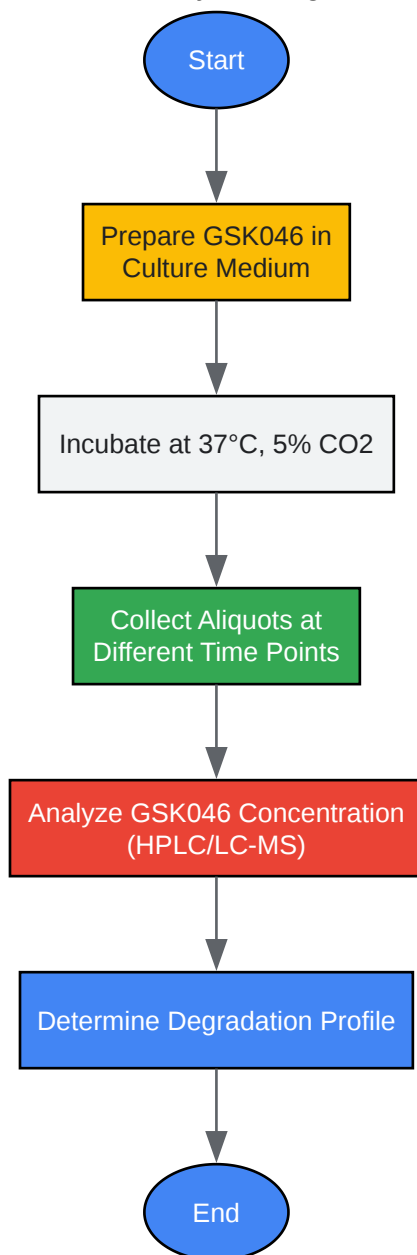 Start
Prepare GSK046 in
Culture Medium
Incubate at 37°C, 5% CO2
Collect Aliquots at
Different Time Points
Analyze GSK046 Concentration
(HPLC/LC-MS)
Determine Degradation Profile
End